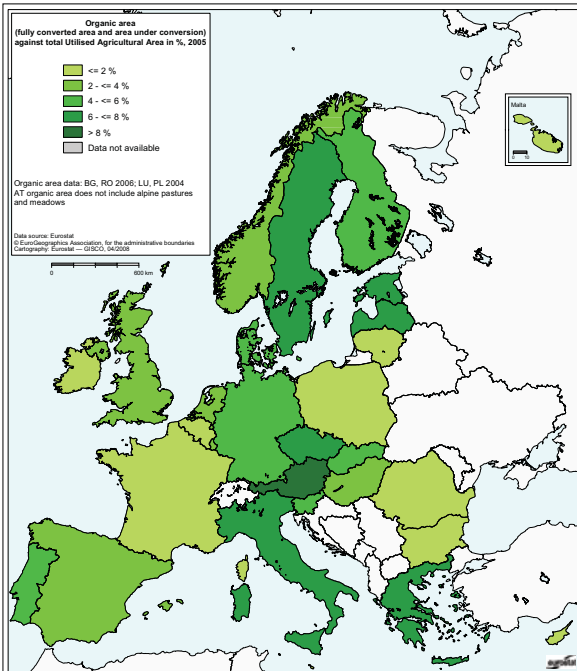 Organic area
(fully converted area and area under conversion)
against total Utilised Agricultural Area in %, 2005
<= 2 %
2 - <= 4 %
4 - <= 6 %
6 - <= 8 %
> 8 %
Data not available
Organic area data: BG, RO 2006; LU, PL 2004
AT organic area does not include alpine pastures
and meadows
Data source: Eurostat
© EuroGeographics Association, for the administrative boundaries
Cartography: Eurostat — GISCO, 04/2008
0 600 km
Malta
0 10
eurostat